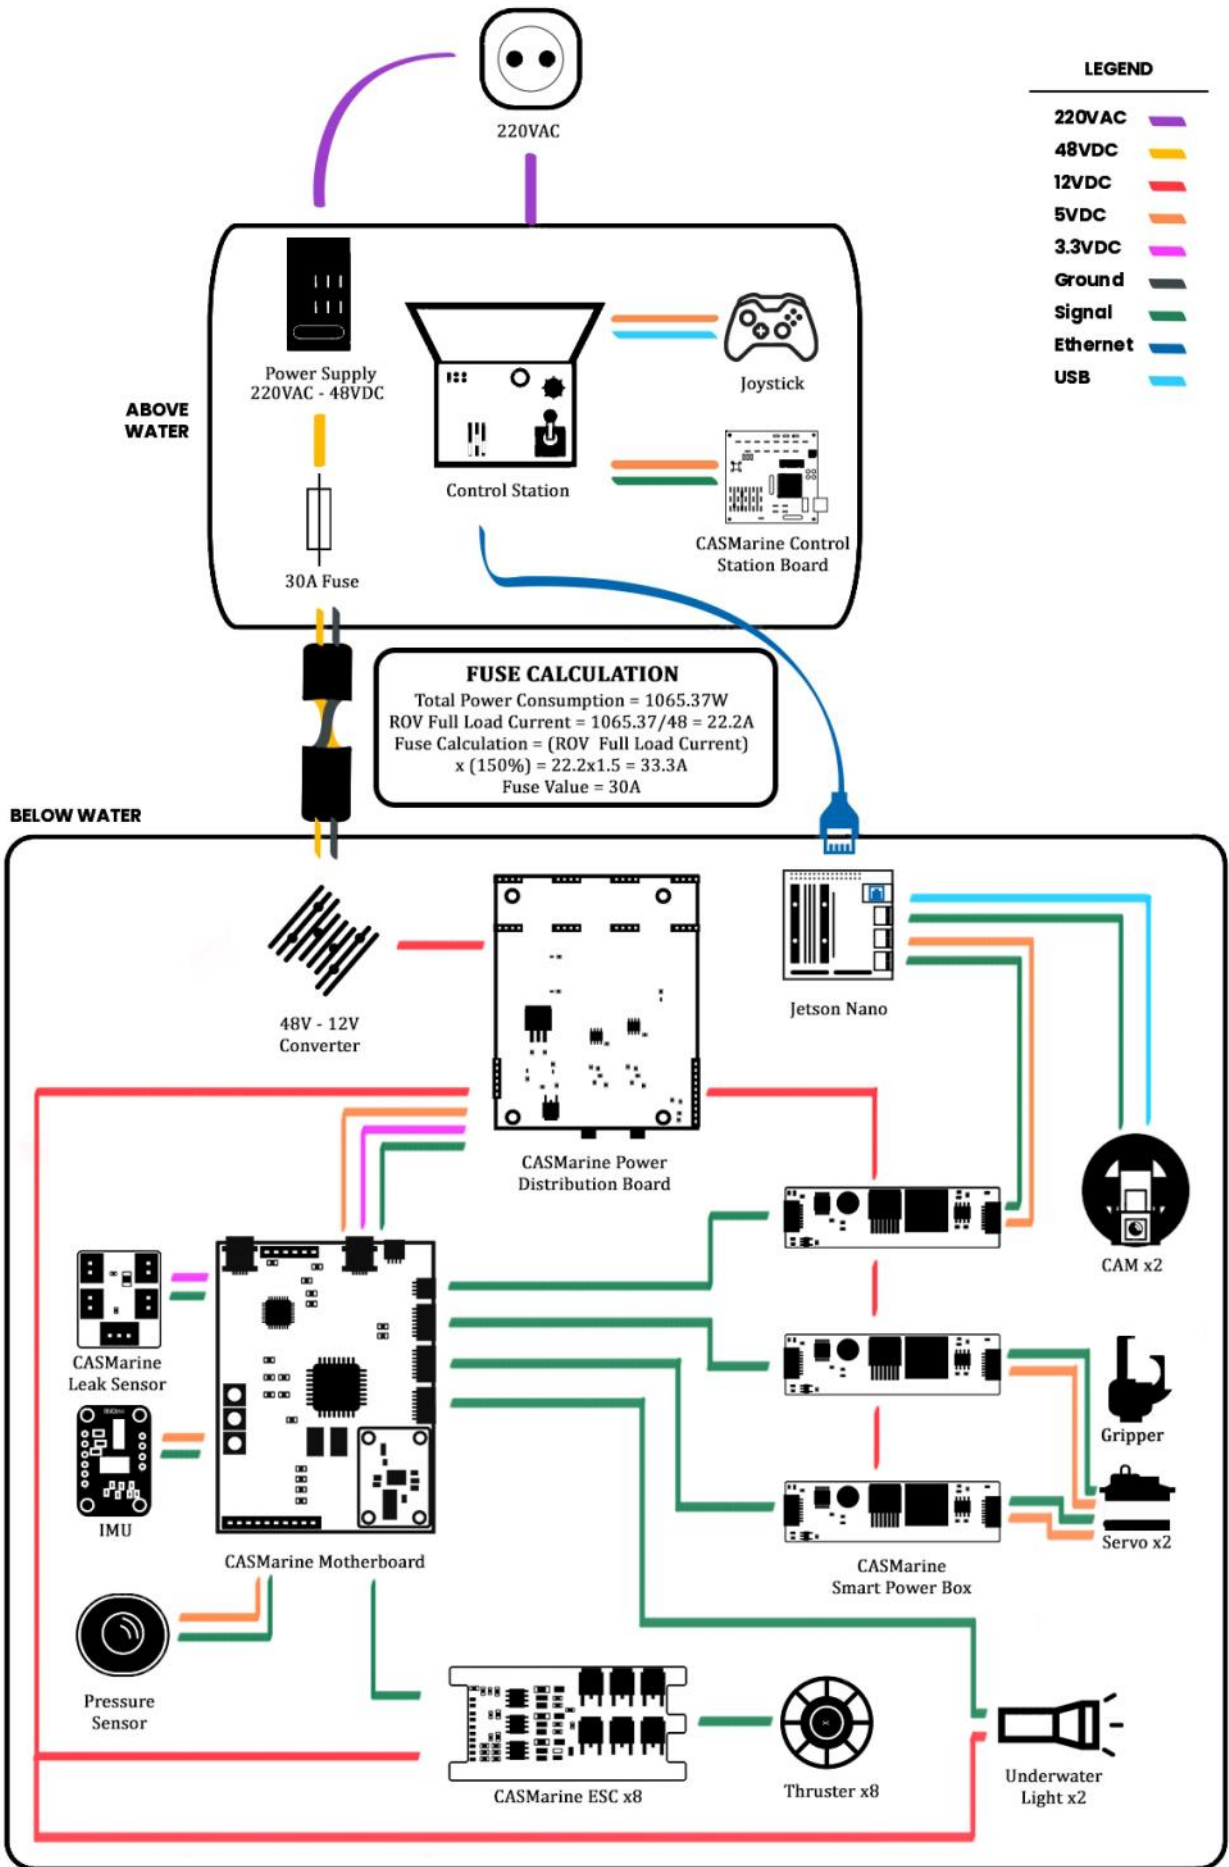 220VAC
LEGEND
220VAC
48VDC
12VDC
5VDC
3.3VDC
Ground
Signal
Ethernet
USB
ABOVE
WATER
Power Supply
220VAC - 48VDC
30A Fuse
Control Station
Joystick
CASMarine Control
Station Board
FUSE CALCULATION
Total Power Consumption = 1065.37W
ROV Full Load Current = 1065.37/48 = 22.2A
Fuse Calculation = (ROV Full Load Current)
x (150%) = 22.2x1.5 = 33.3A
Fuse Value = 30A
BELOW WATER
48V - 12V
Converter
CASMarine Power
Distribution Board
Jetson Nano
CAM x2
CASMarine
Leak Sensor
IMU
CASMarine Motherboard
Gripper
Servo x2
CASMarine
Smart Power Box
Pressure
Sensor
CASMarine ESC x8
Thruster x8
Underwater
Light x2